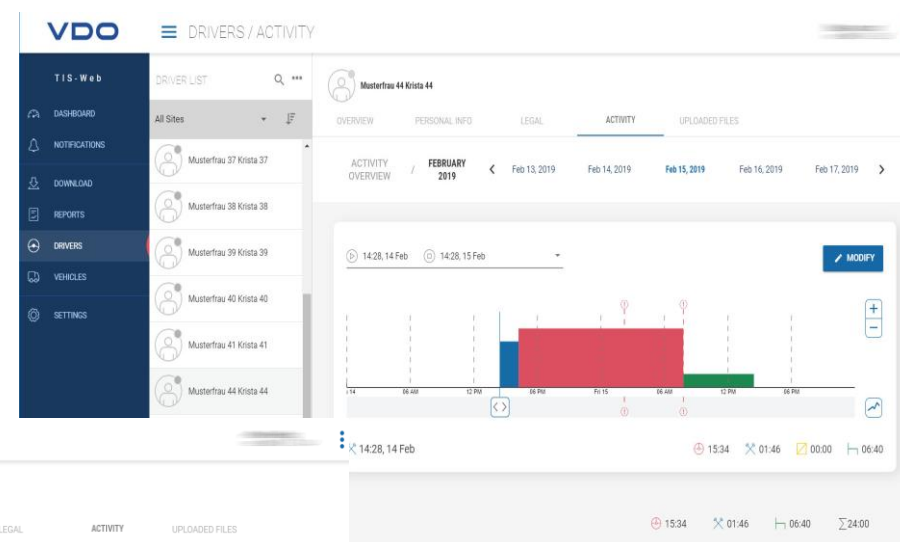 VDO
DRIVERS / ACTIVITY
TIS-Web
DASHBOARD
NOTIFICATIONS
DOWNLOAD
REPORTS
DRIVERS
VEHICLES
SETTINGS
DRIVER LIST
All Sites
Musterfrau 37 Krista 37
Musterfrau 38 Krista 38
Musterfrau 39 Krista 39
Musterfrau 40 Krista 40
Musterfrau 41 Krista 41
Musterfrau 44 Krista 44
Musterfrau 44 Krista 44
OVERVIEW PERSONAL INFO LEGAL ACTIVITY UPLOADED FILES
ACTIVITY OVERVIEW / FEBRUARY 2019 Feb 13, 2019 Feb 14, 2019 Feb 15, 2019 Feb 16, 2019 Feb 17, 2019
14:28, 14 Feb 14:28, 15 Feb
MODIFY
14 06 AM 12 PM 06 PM Fri 15 06 AM 12 PM 06 PM
14:28, 14 Feb 15:34 01:46 00:00 06:40
15:34 01:46 06:40 ∑24:00
LEGAL ACTIVITY UPLOADED FILES